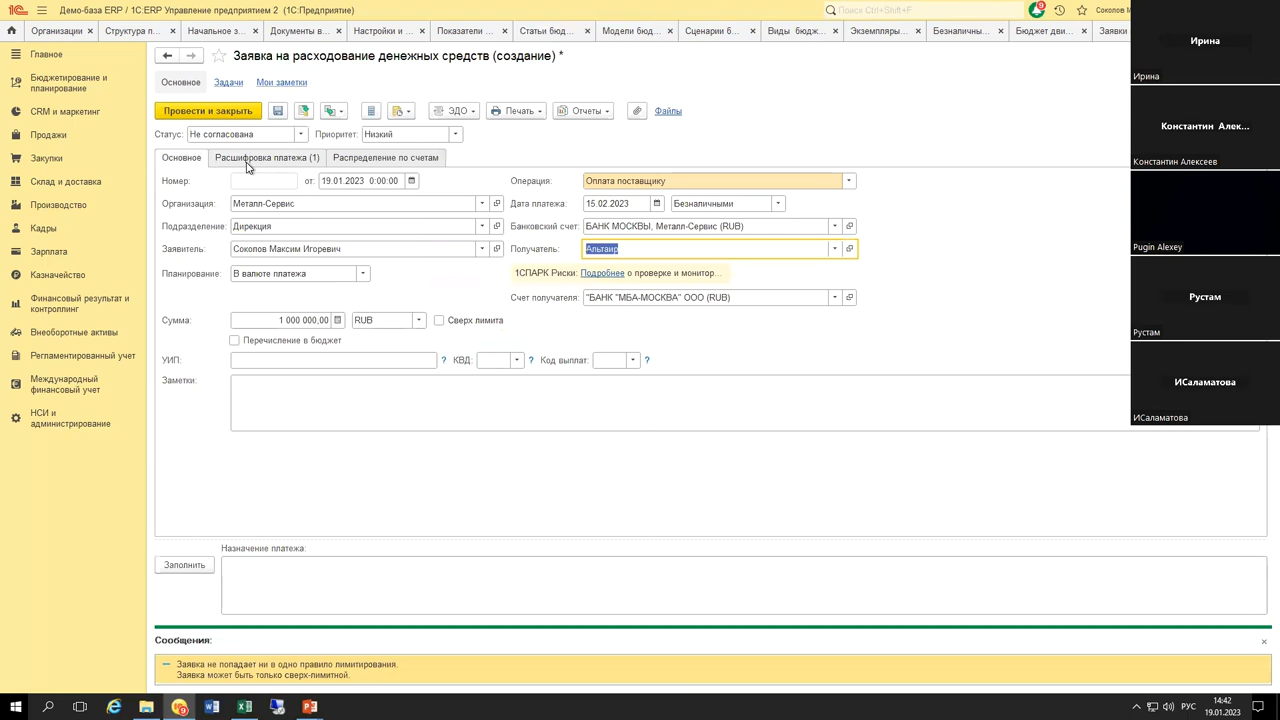 Демо-база ERP / 1С:ERP Управление предприятием 2 (1С:Предприятие)
Поиск Ctrl+Shift+F
Соколов М
Организации × Структура п... × Начальное з... × Документы в... × Настройки и ... × Показатели ... × Статьи бюд... × Модели бюд... × Сценарии б... × Виды бюдж... × Экземпляры... × Безналичны... × Бюджет дви... × Заявки
Главное
Бюджетирование и
планирование
CRM и маркетинг
Продажи
Закупки
Склад и доставка
Производство
Кадры
Зарплата
Казначейство
Финансовый результат и
контроллинг
Внеоборотные активы
Регламентированный учет
Международный
финансовый учет
НСИ и
администрирование
Заявка на расходование денежных средств (создание) *
Основное Задачи Мои заметки
Провести и закрыть ЭДО Печать Отчеты Файлы
Статус: Не согласована Приоритет: Низкий
Основное Расшифровка платежа (1) Распределение по счетам
Номер: от: 19.01.2023 0:00:00 Операция: Оплата поставщику
Организация: Металл-Сервис Дата платежа: 15.02.2023 Безналичными
Подразделение: Дирекция Банковский счет: БАНК МОСКВЫ, Металл-Сервис (RUB)
Заявитель: Соколов Максим Игоревич Получатель: Альтаир
Планирование: В валюте платежа 1СПАРК Риски: Подробнее о проверке и монитор...
Счет получателя: "БАНК "МБА-МОСКВА" ООО (RUB)
Сумма: 1 000 000,00 RUB Сверх лимита
Перечисление в бюджет
УИП: ? КВД: ? Код выплат: ?
Заметки:
Назначение платежа:
Заполнить
Сообщения: ×
Заявка не попадает ни в одно правило лимитирования.
Заявка может быть только сверх-лимитной.
Ирина
Ирина
Константин Алек...
Константин Алексеев
Pugin Alexey
Рустам
Рустам
ИСаламатова
ИСаламатова
РУС
14:42
19.01.2023